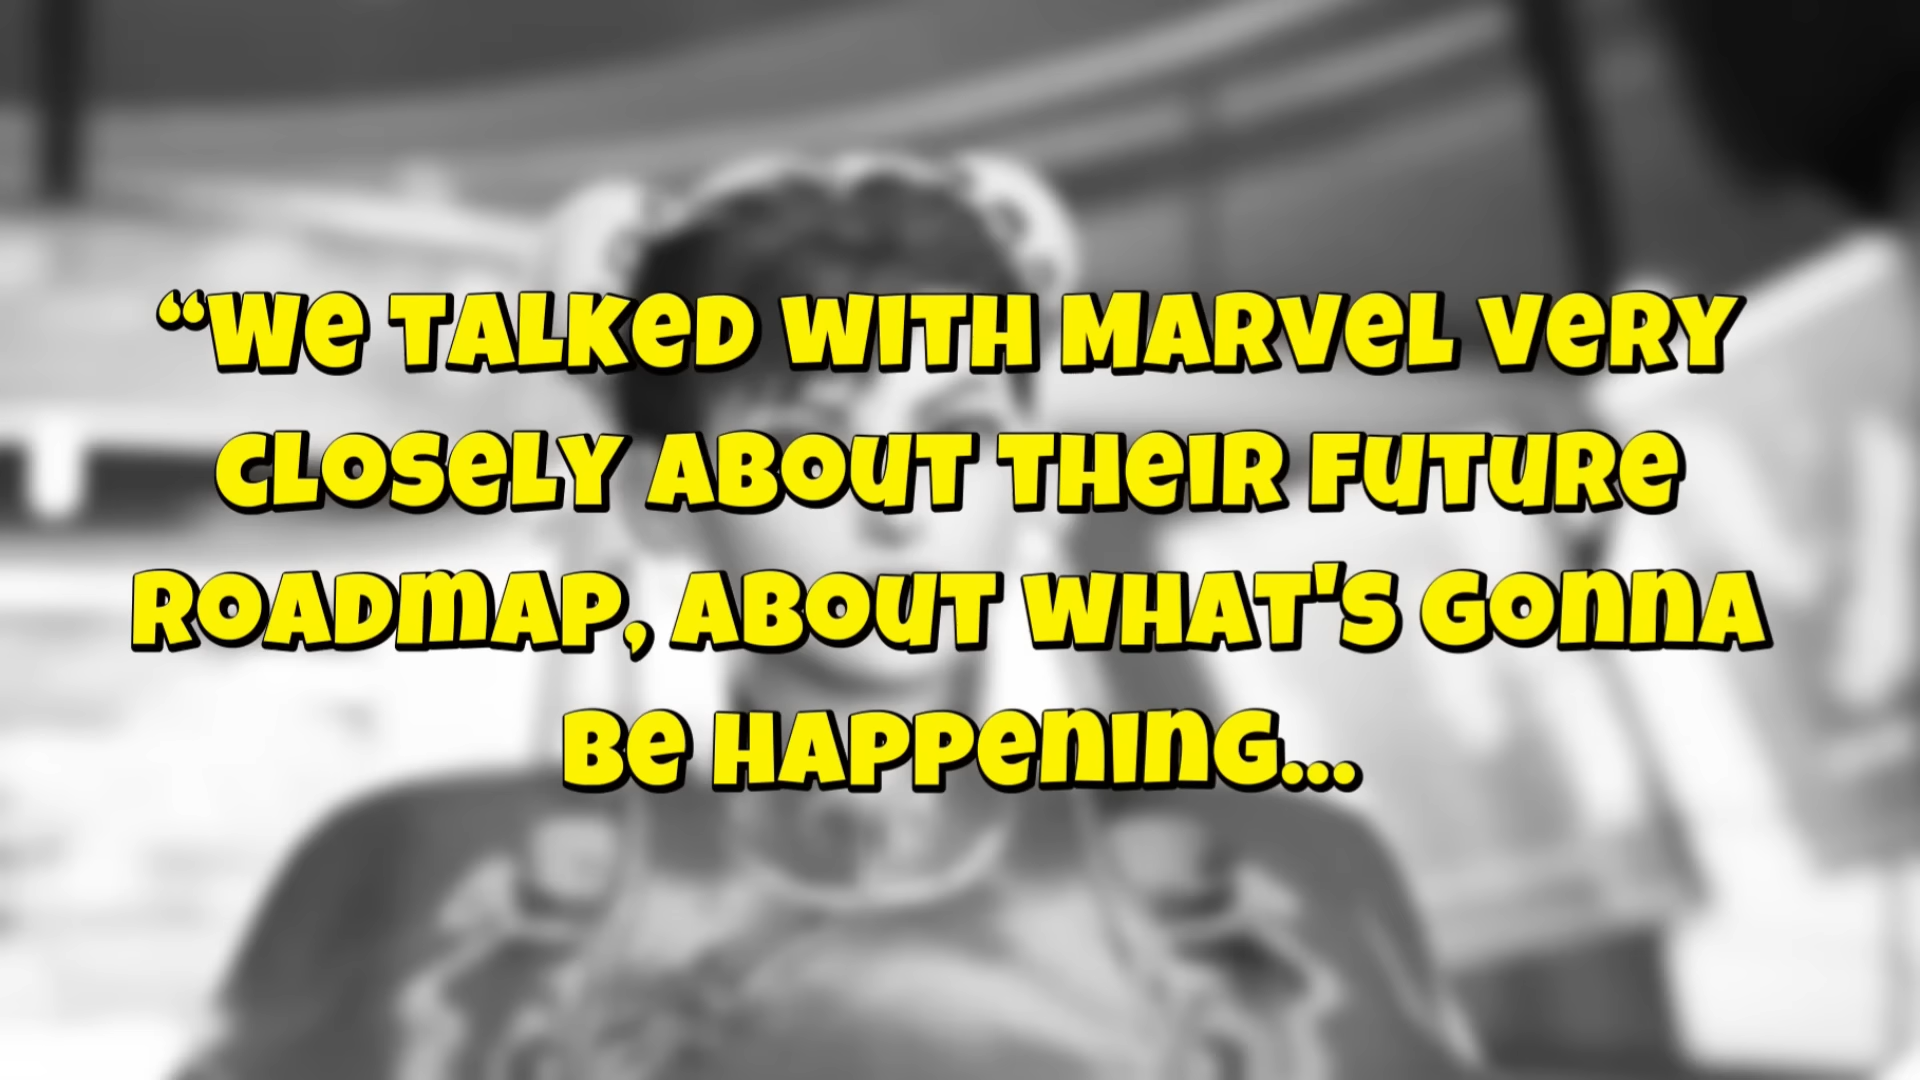 “We talked with Marvel very
closely about their future
roadmap, about what's gonna
be happening...